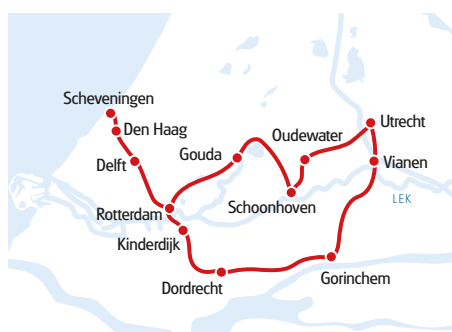 Scheveningen
Den Haag
Delft
Rotterdam
Kinderdijk
Dordrecht
Gouda
Schoonhoven
Oudewater
Utrecht
Vianen
LEK
Gorinchem